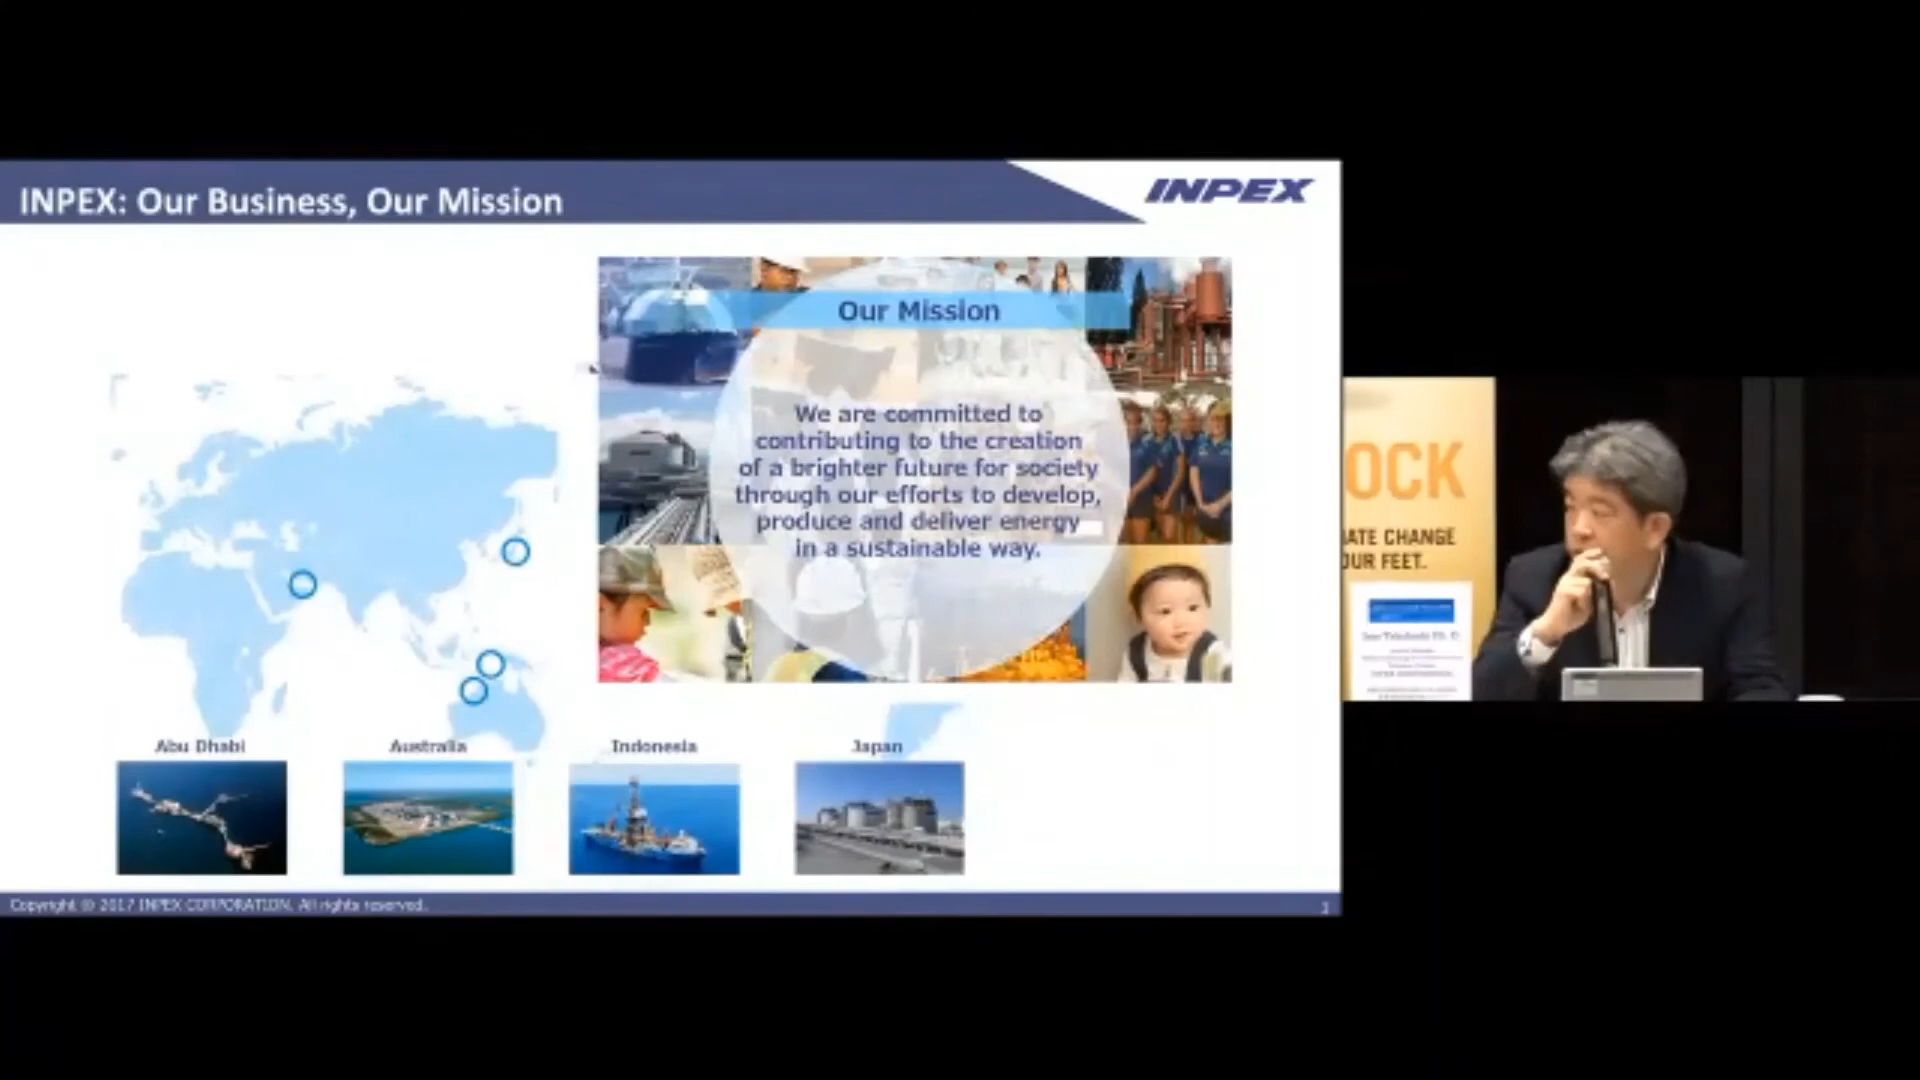 INPEX: Our Business, Our Mission
INPEX
Our Mission
We are committed to
contributing to the creation
of a brighter future for society
through our efforts to develop,
produce and deliver energy
in a sustainable way.
Abu Dhabi
Australia
Indonesia
Japan
Copyright © 2017 INPEX CORPORATION. All rights reserved.
1
OCK
ATE CHANGE
OUR FEET.